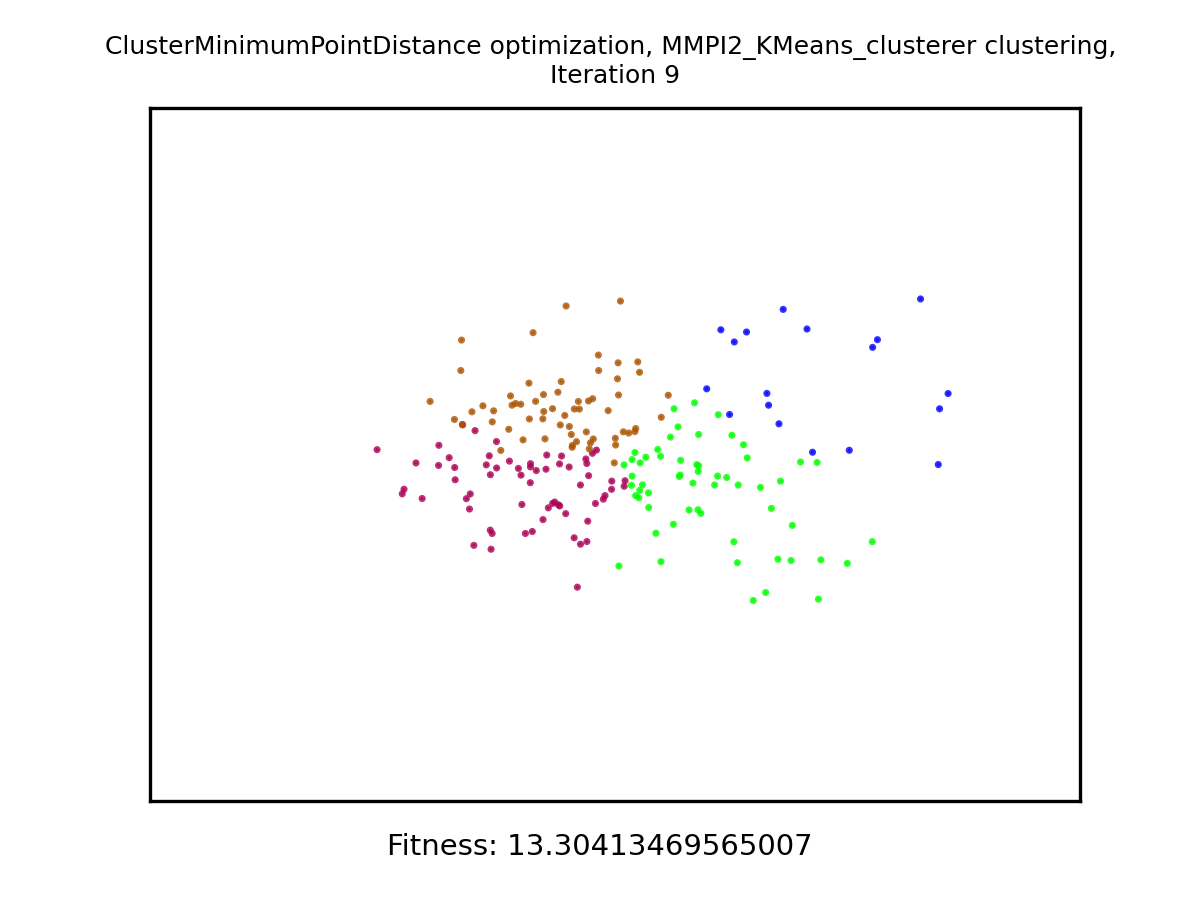 ClusterMinimumPointDistance optimization, MMPI2_KMeans_clusterer clustering,
Iteration 9
Fitness: 13.30413469565007